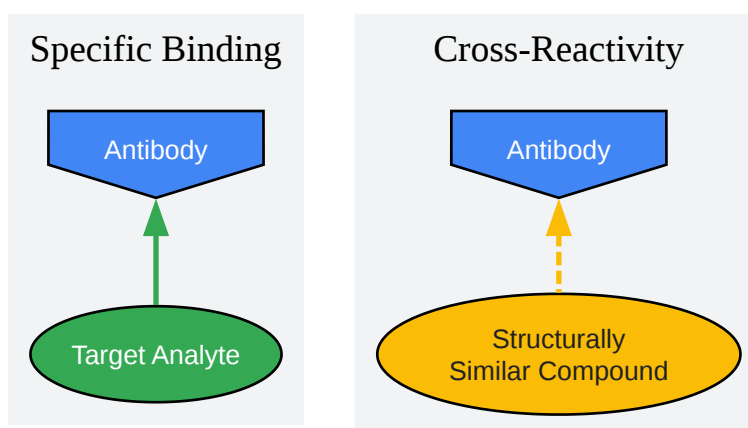 Specific Binding
Antibody
Target Analyte
Cross-Reactivity
Antibody
Structurally
Similar Compound